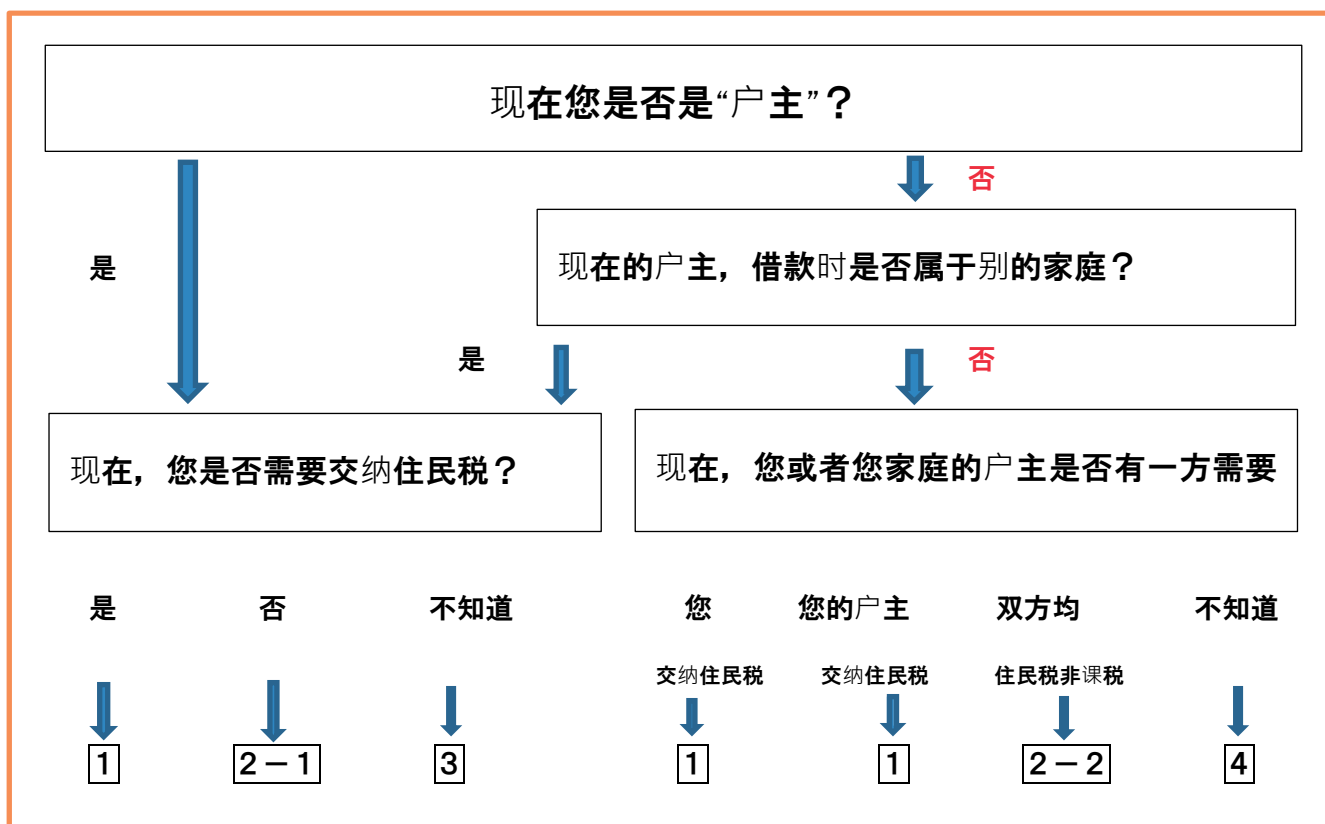 现在您是否是“户主”？
否
是
现在的户主，借款时是否属于别的家庭？
是
否
现在，您是否需要交纳住民税？
现在，您或者您家庭的户主是否有一方需要
是 否 不知道 您 您的户主 双方均 不知道
交纳住民税 交纳住民税 住民税非课税
1 2－1 3 1 1 2－2 4